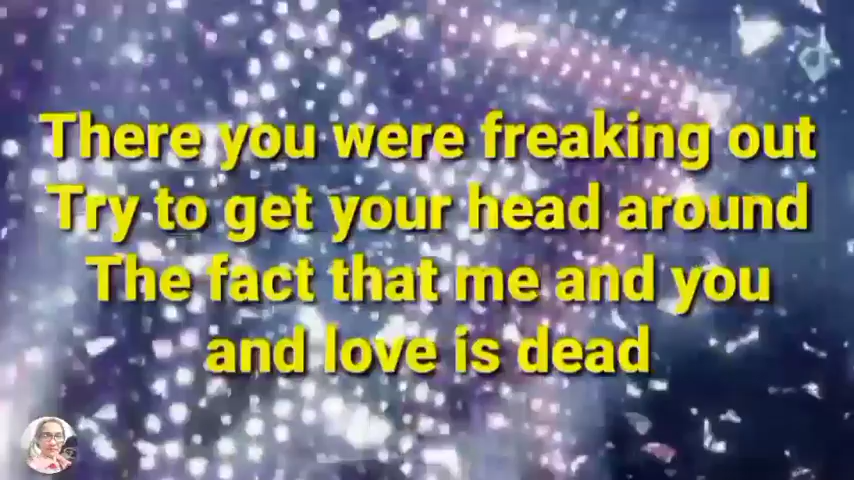 There you were freaking out
Try to get your head around
The fact that me and you
and love is dead